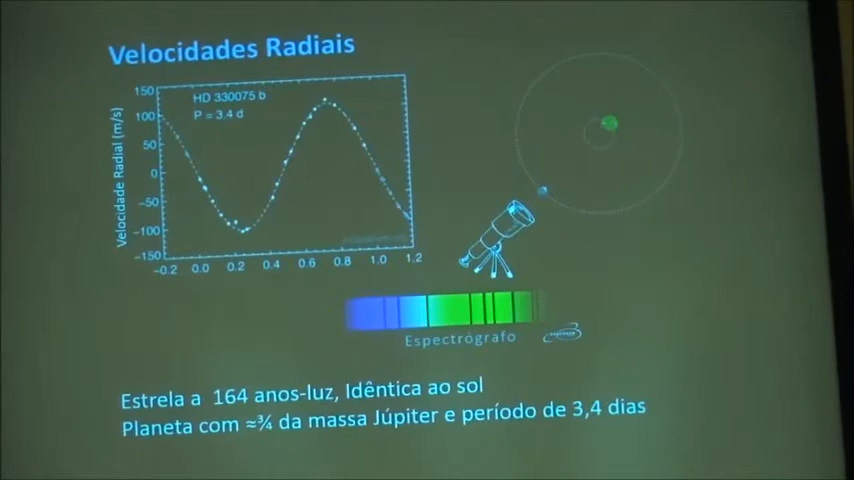 Velocidades Radiais
HD 330075 b
P = 3.4 d
Velocidade Radial (m/s)
150
100
50
0
-50
-100
-150
-0.2 0.0 0.2 0.4 0.6 0.8 1.0 1.2
Espectrógrafo
Estrela a 164 anos-luz, Idêntica ao sol
Planeta com ≈¾ da massa Júpiter e período de 3,4 dias